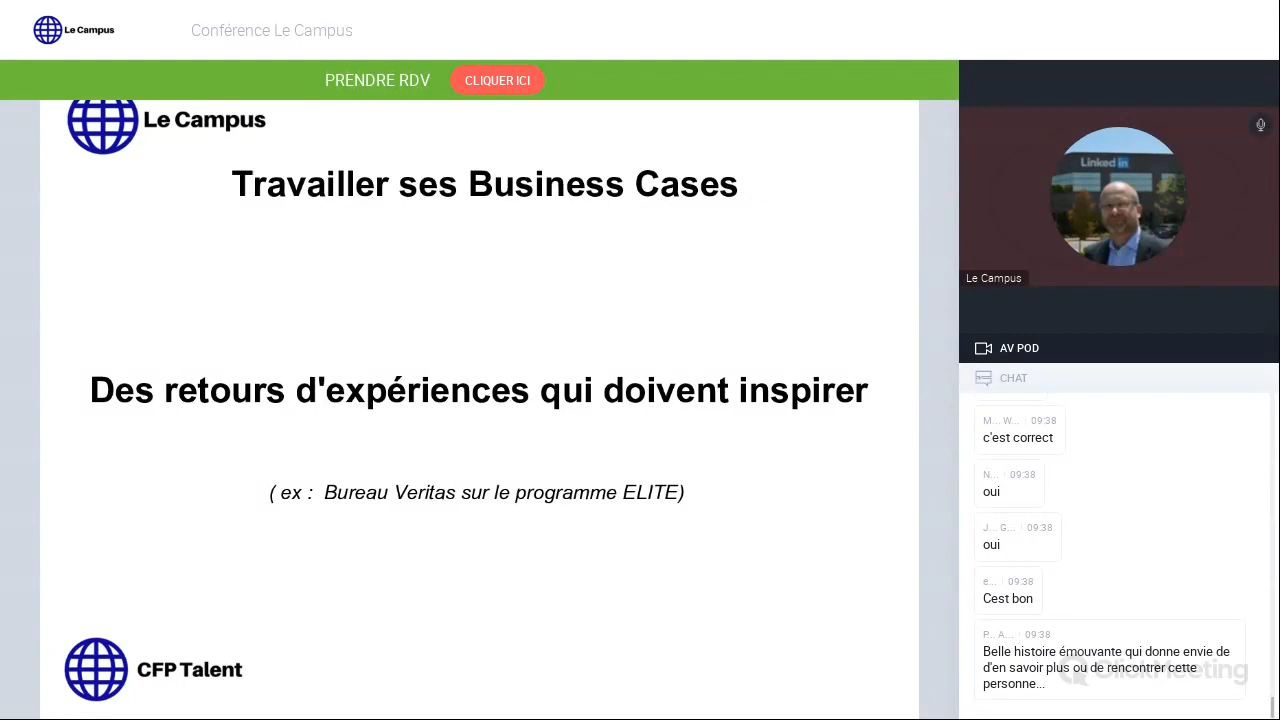 Le Campus
Conférence Le Campus
PRENDRE RDV
CLIQUER ICI
Le Campus
Travailler ses Business Cases
Des retours d'expériences qui doivent inspirer
( ex : Bureau Veritas sur le programme ELITE)
CFP Talent
Linked in
Le Campus
AV POD
CHAT
M... W... 09:38
c'est correct
N... 09:38
oui
J... G... 09:38
oui
e... 09:38
Cest bon
P... A... 09:38
Belle histoire émouvante qui donne envie de
d'en savoir plus ou de rencontrer cette
personne...
ClickMeeting